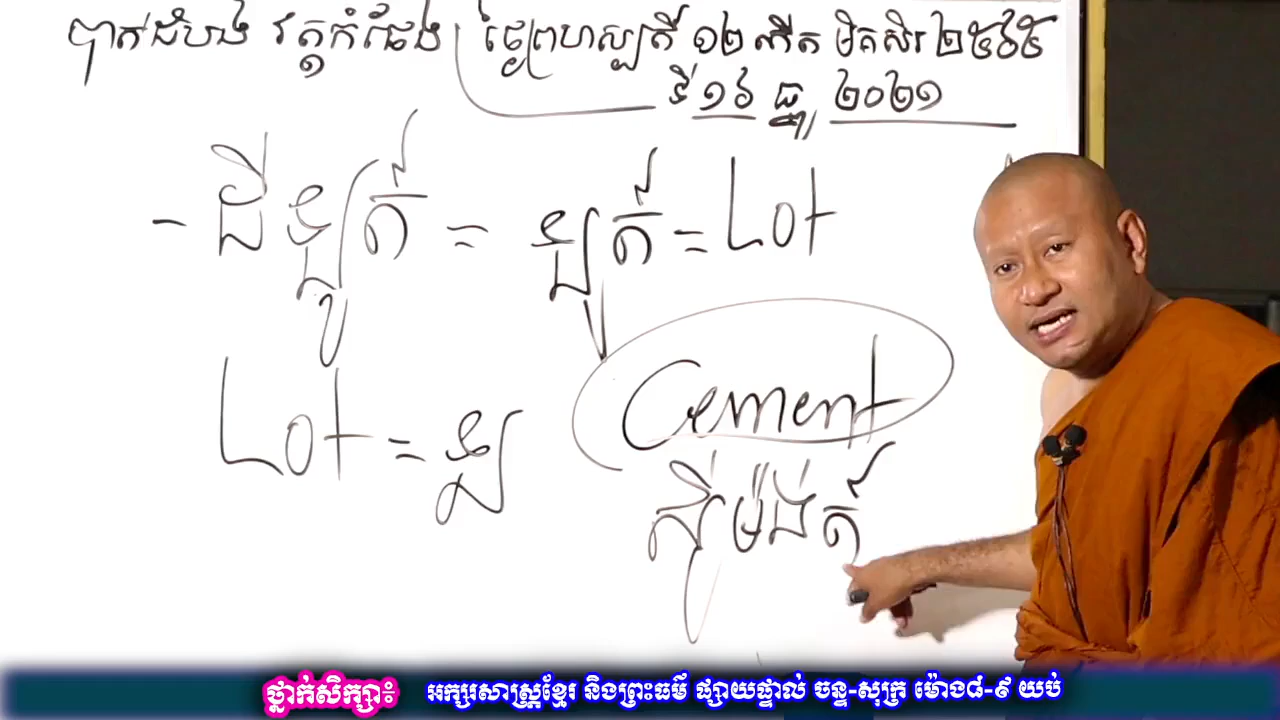 បាត់ដំបង វត្តកំផែង ថ្ងៃព្រហស្បតិ៍ ១២ កើត មិគសិរ ២៥៦៥
ទី ១៦ ធ្នូ ២០២១
- ដីឡូត៍ = ឡូត៍ = Lot
Lot = ឡ
Cement
ស៊ីម៉ង់ត៍
ថ្នាក់សិក្សា៖ អក្សរសាស្ត្រខ្មែរ និងព្រះធម៌ ផ្សាយផ្ទាល់ ចន្ទ-សុក្រ ម៉ោង៨-៩ យប់